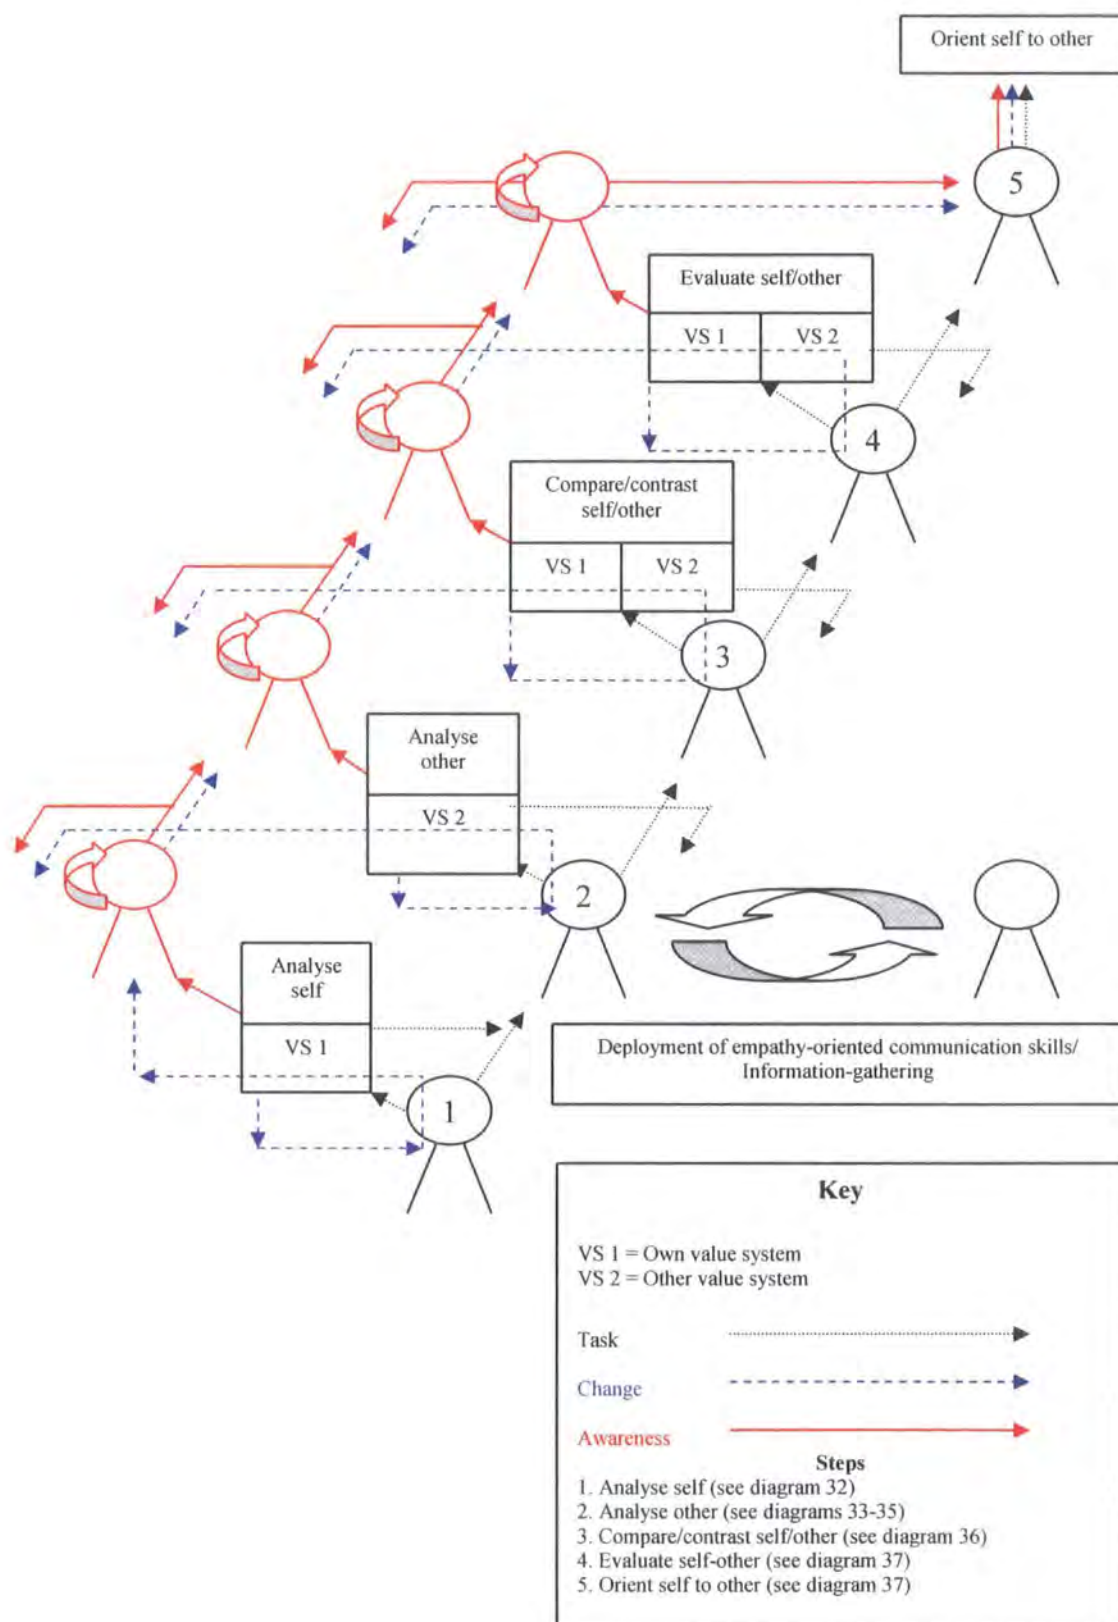 Orient self to other
5
Evaluate self/other
VS 1
VS 2
4
Compare/contrast
self/other
VS 1
VS 2
3
Analyse
other
VS 2
2
Analyse
self
VS 1
1
Deployment of empathy-oriented communication skills/
Information-gathering
Key
VS 1 = Own value system
VS 2 = Other value system
Task
Change
Awareness
Steps
1. Analyse self (see diagram 32)
2. Analyse other (see diagrams 33-35)
3. Compare/contrast self/other (see diagram 36)
4. Evaluate self-other (see diagram 37)
5. Orient self to other (see diagram 37)